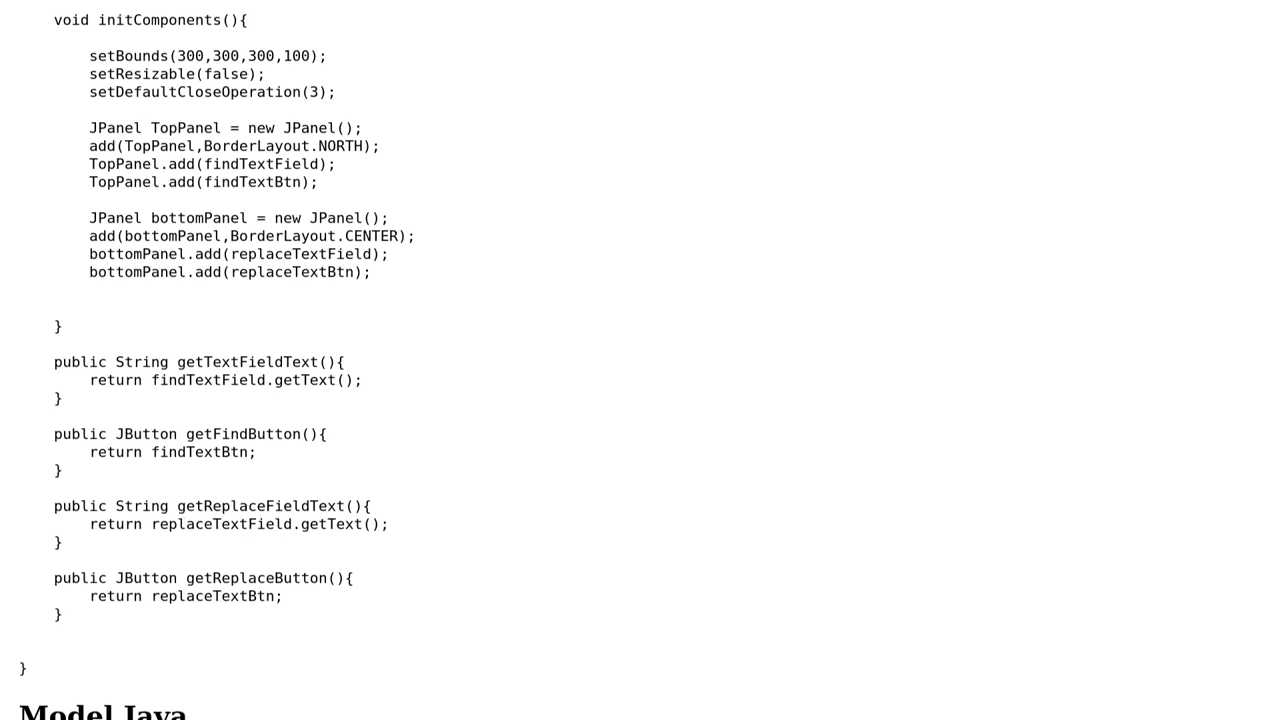 void initComponents(){
setBounds(300,300,300,100);
setResizable(false);
setDefaultCloseOperation(3);
JPanel TopPanel = new JPanel();
add(TopPanel,BorderLayout.NORTH);
TopPanel.add(findTextField);
TopPanel.add(findTextBtn);
JPanel bottomPanel = new JPanel();
add(bottomPanel,BorderLayout.CENTER);
bottomPanel.add(replaceTextField);
bottomPanel.add(replaceTextBtn);
}
public String getTextFieldText(){
return findTextField.getText();
}
public JButton getFindButton(){
return findTextBtn;
}
public String getReplaceFieldText(){
return replaceTextField.getText();
}
public JButton getReplaceButton(){
return replaceTextBtn;
}
}
Model Java